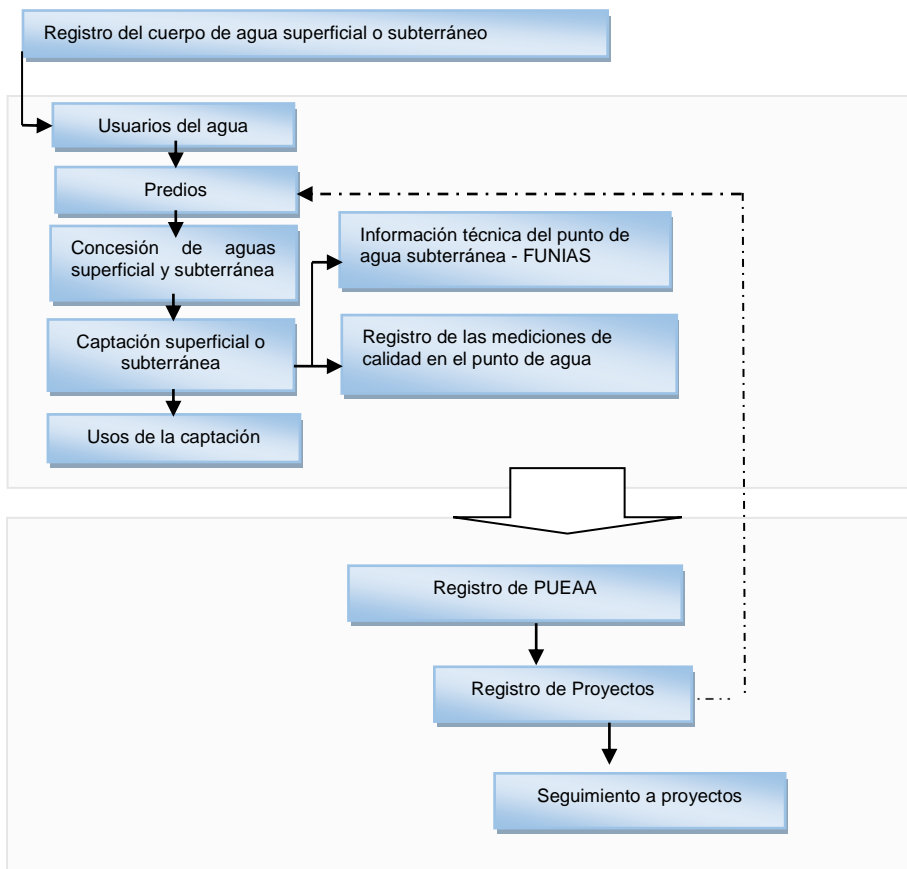 Registro del cuerpo de agua superficial o subterráneo
Usuarios del agua
Predios
Concesión de aguas
superficial y subterránea
Información técnica del punto de
agua subterránea - FUNIAS
Captación superficial o
subterránea
Registro de las mediciones de
calidad en el punto de agua
Usos de la captación
Registro de PUEAA
Registro de Proyectos
Seguimiento a proyectos